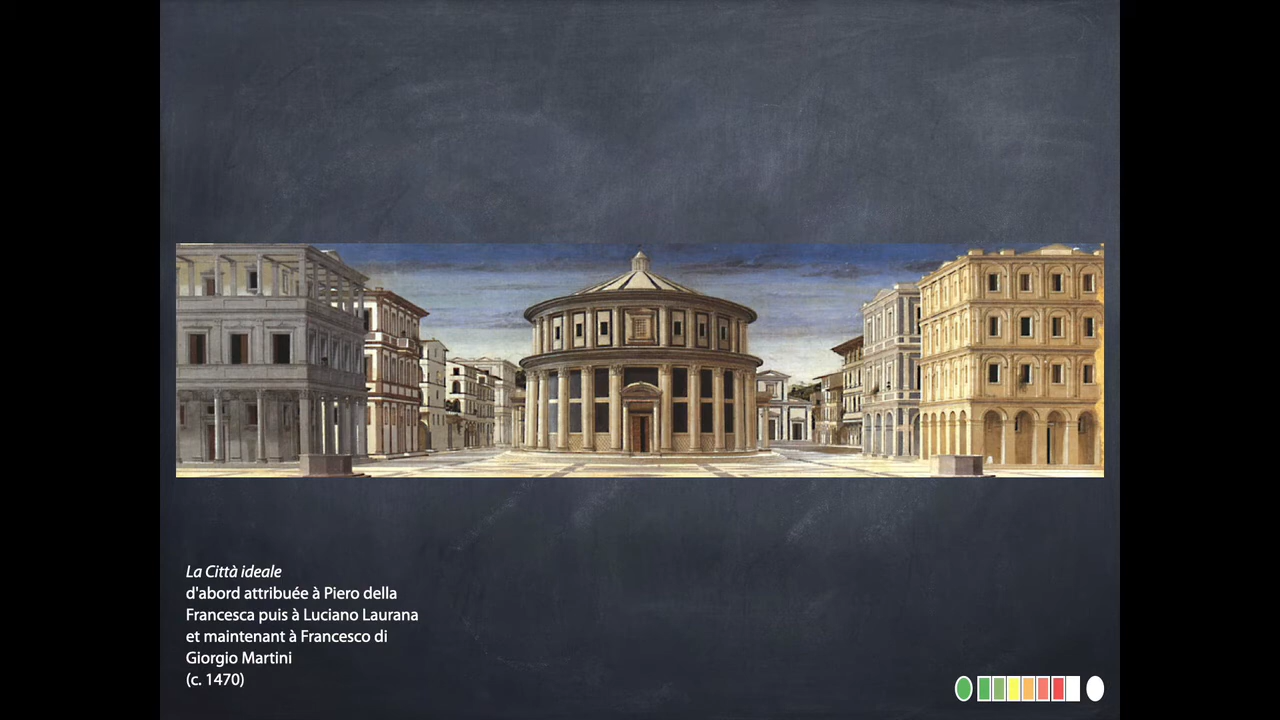 La Città ideale
d'abord attribuée à Piero della
Francesca puis à Luciano Laurana
et maintenant à Francesco di
Giorgio Martini
(c. 1470)